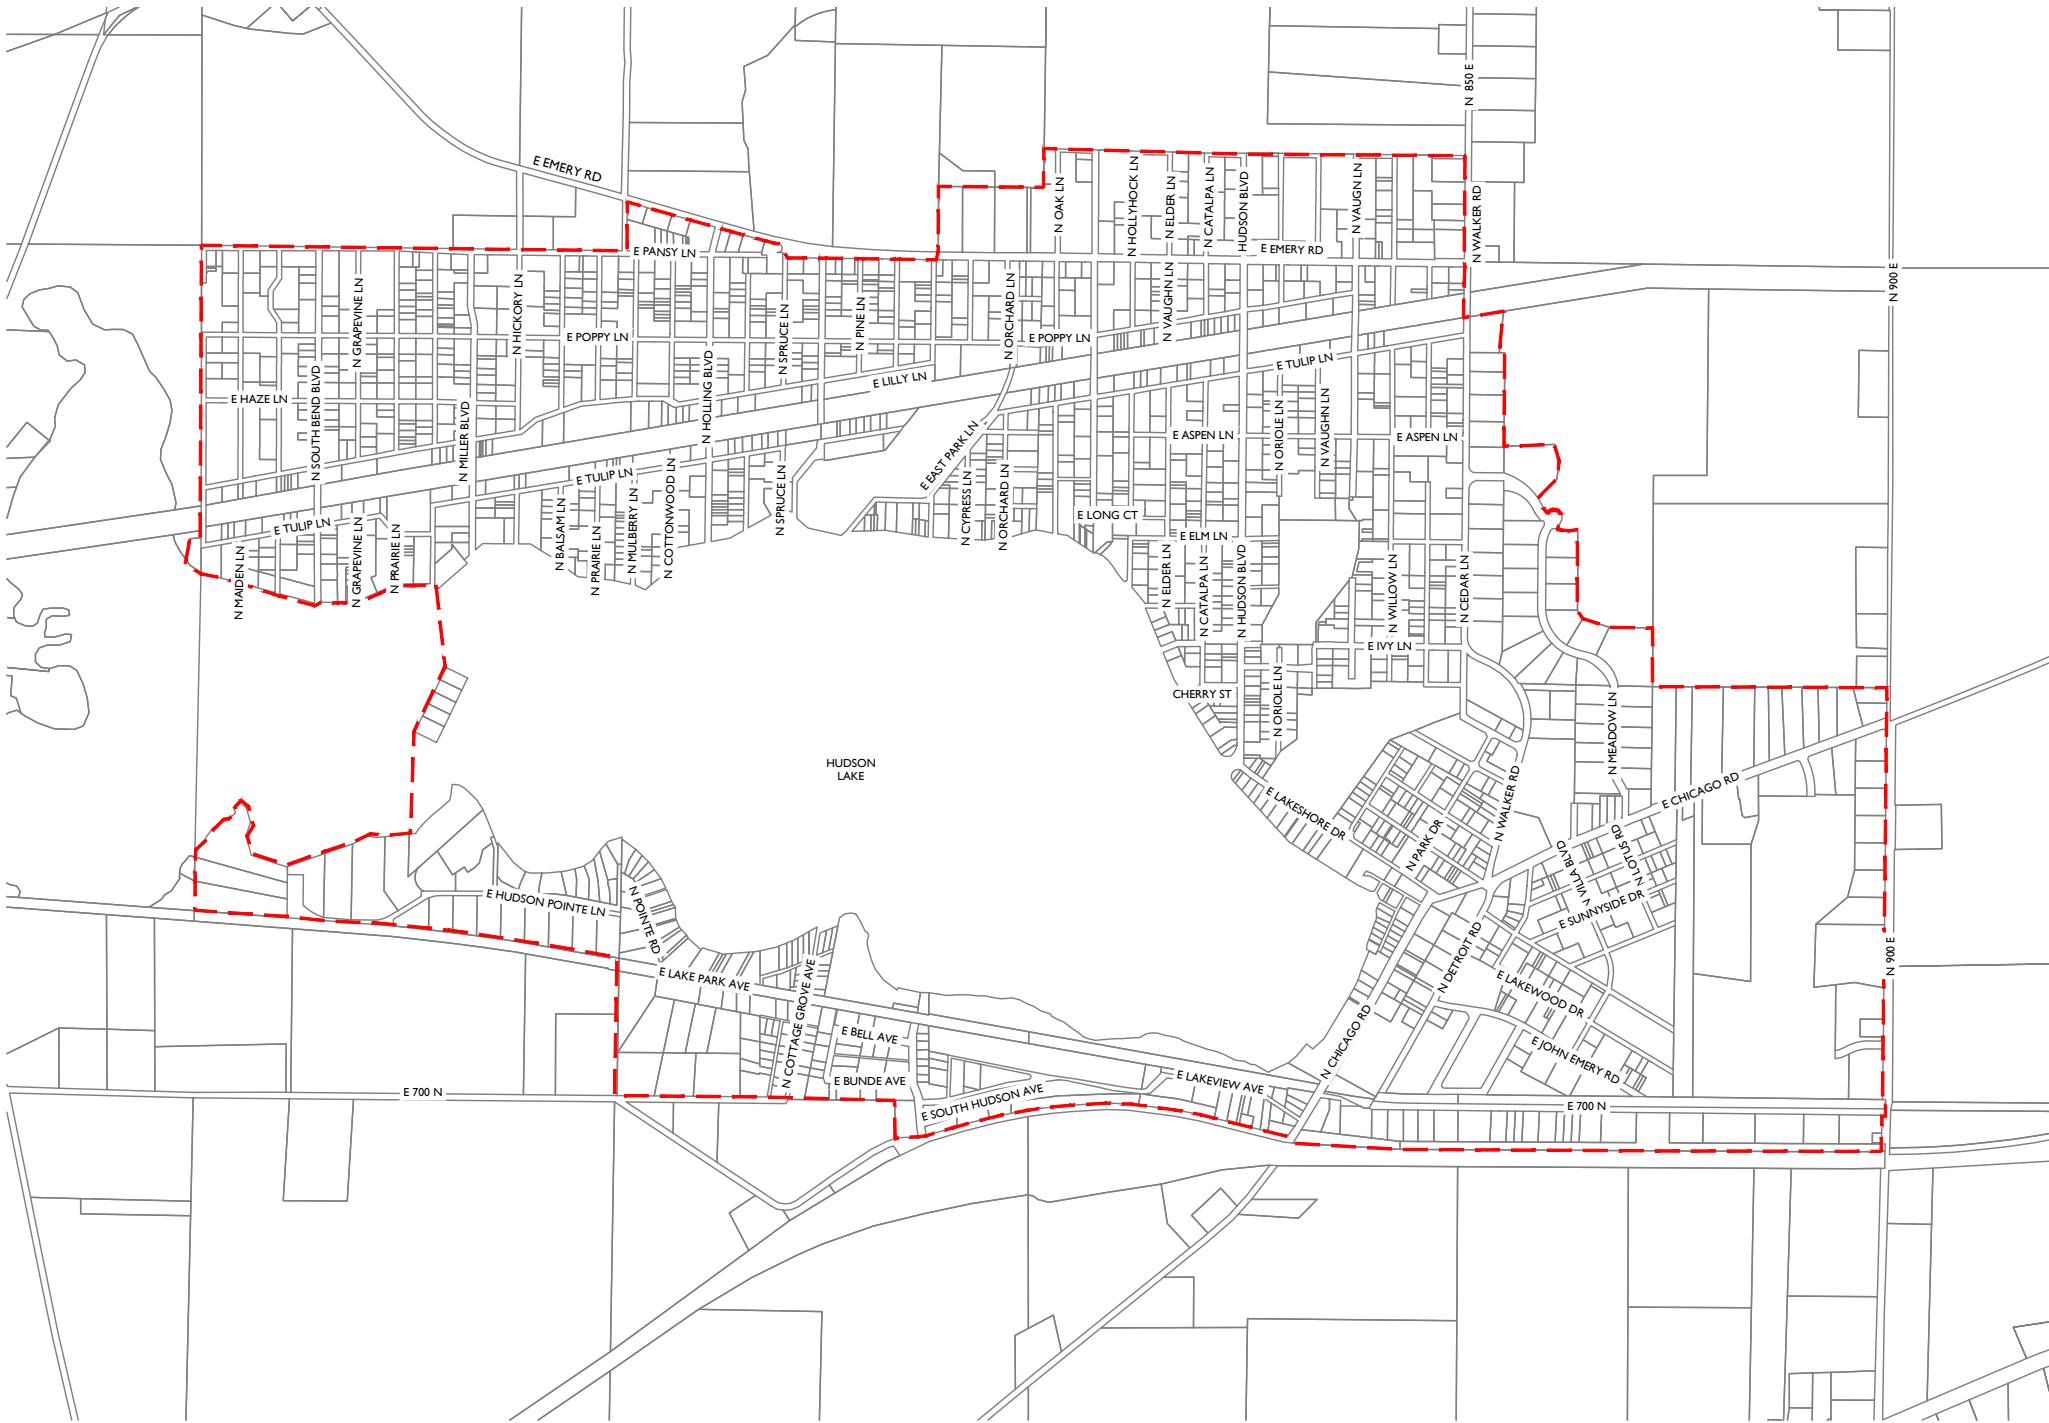 N 850 E
E EMERY RD
N OAK LN
N HOLLYHOCK LN
N ELDER LN
N CATALPA LN
HUDSON BLVD
N VAUGN LN
N WALKER RD
E PANSY LN
E EMERY RD
N 900 E
N GRAPEVINE LN
N HICKORY LN
N SPRUCE LN
N PINE LN
N ORCHARD LN
N VAUGHN LN
E POPPY LN
E POPPY LN
E TULIP LN
E HAZE LN
N SOUTH BEND BLVD
N MILLER BLVD
N HOLLING BLVD
E LILLY LN
E EAST PARK LN
E ASPEN LN
N ORIOLE LN
N VAUGHN LN
E ASPEN LN
E TULIP LN
E TULIP LN
N MAIDEN LN
N GRAPEVINE LN
N PRAIRIE LN
N BALSAM LN
N PRAIRIE LN
N MULBERRY LN
N COTTONWOOD LN
N SPRUCE LN
N CYPRESS LN
N ORCHARD LN
E LONG CT
E ELM LN
N ELDER LN
N CATALPA LN
N HUDSON BLVD
N WILLOW LN
N CEDAR LN
E IVY LN
CHERRY ST
N ORIOLE LN
N MEADOW LN
HUDSON
LAKE
E LAKESHORE DR
N PARK DR
N WALKER RD
E CHICAGO RD
N VILLA BLVD
N LOTUS RD
E SUNNYSIDE DR
E HUDSON POINTE LN
N POINTE RD
E LAKE PARK AVE
N COTTAGE GROVE AVE
N DETROIT RD
E LAKEWOOD DR
N 900 E
E BELL AVE
E BUNDE AVE
E SOUTH HUDSON AVE
E LAKEVIEW AVE
N CHICAGO RD
E JOHN EMERY RD
E 700 N
E 700 N